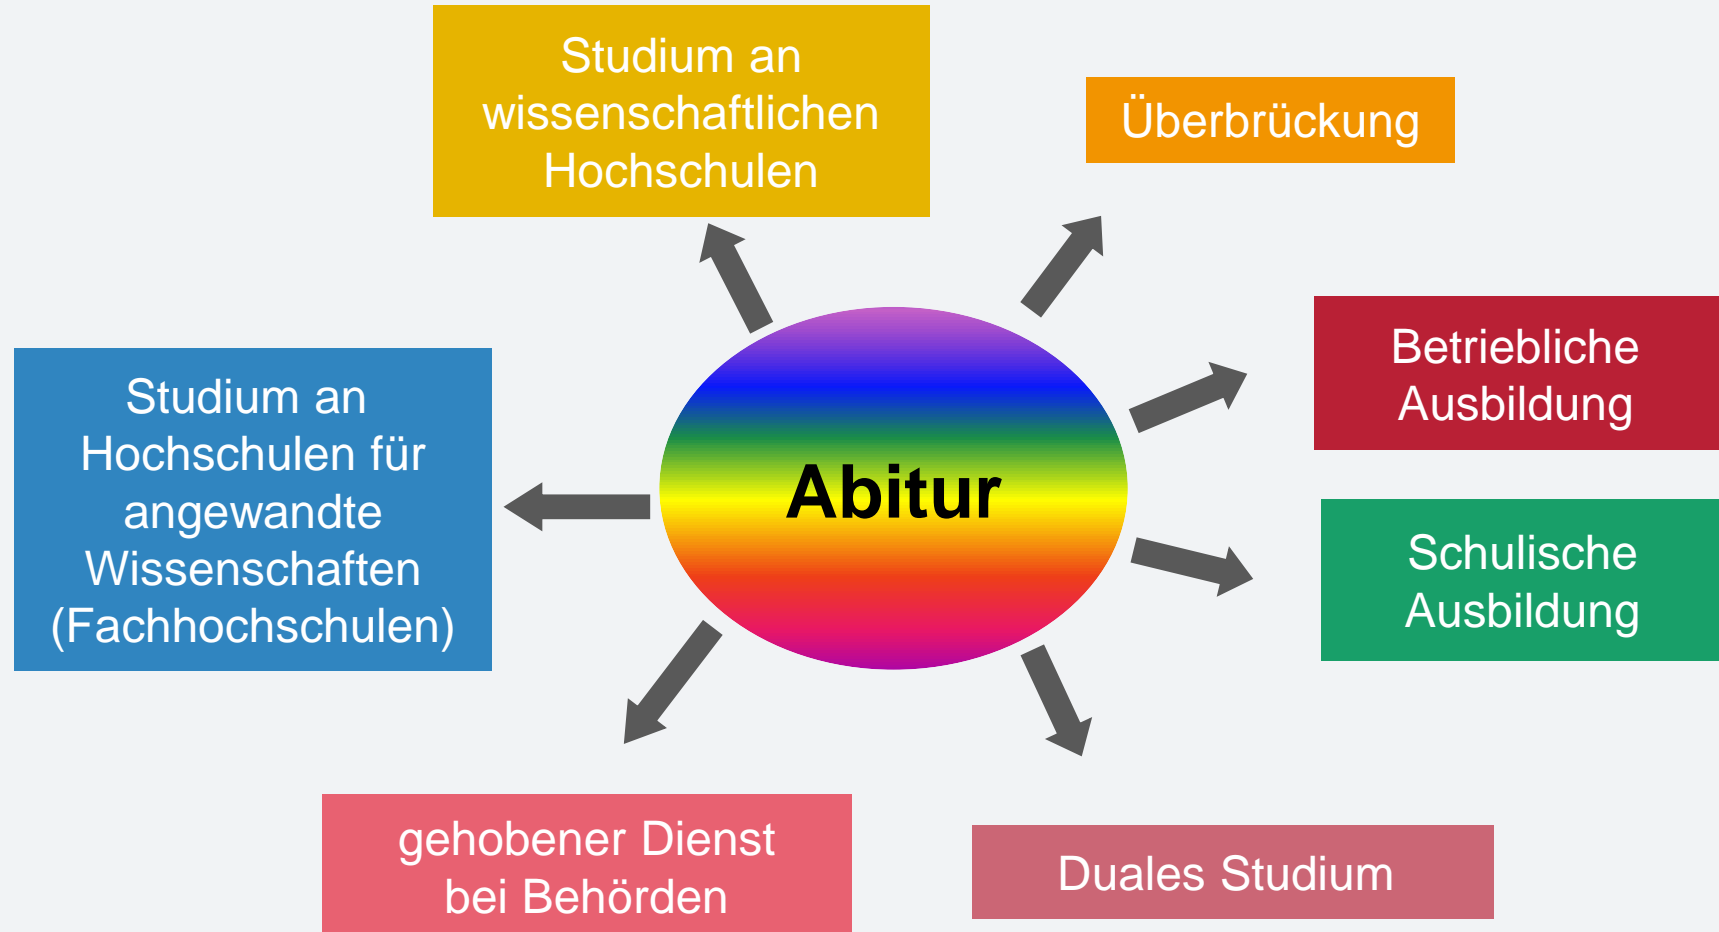 Studium an
wissenschaftlichen
Hochschulen
Überbrückung
Betriebliche
Ausbildung
Studium an
Hochschulen für
angewandte
Wissenschaften
(Fachhochschulen)
Abitur
Schulische
Ausbildung
gehobener Dienst
bei Behörden
Duales Studium